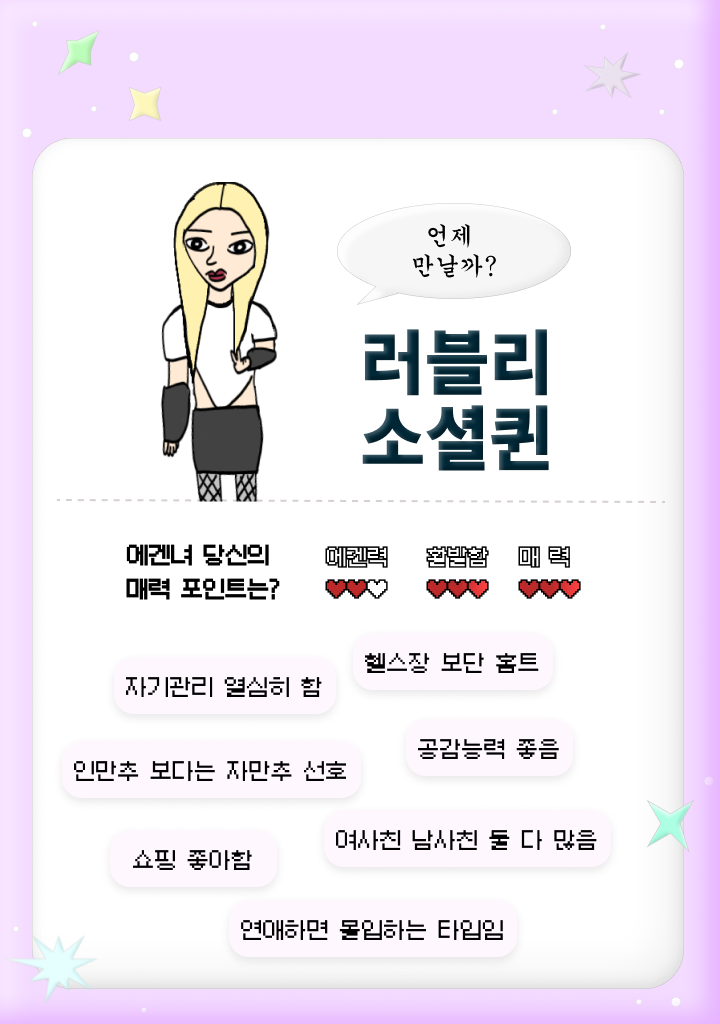 언제
만날까?
러블리
소셜퀸
에겐녀 당신의
매력 포인트는?
에겐력 활발함 매 력
자기관리 열심히 함
헬스장 보단 홈트
인만추 보다는 자만추 선호
공감능력 좋음
쇼핑 좋아함
여사친 남사친 둘 다 많음
연애하면 몰입하는 타입임